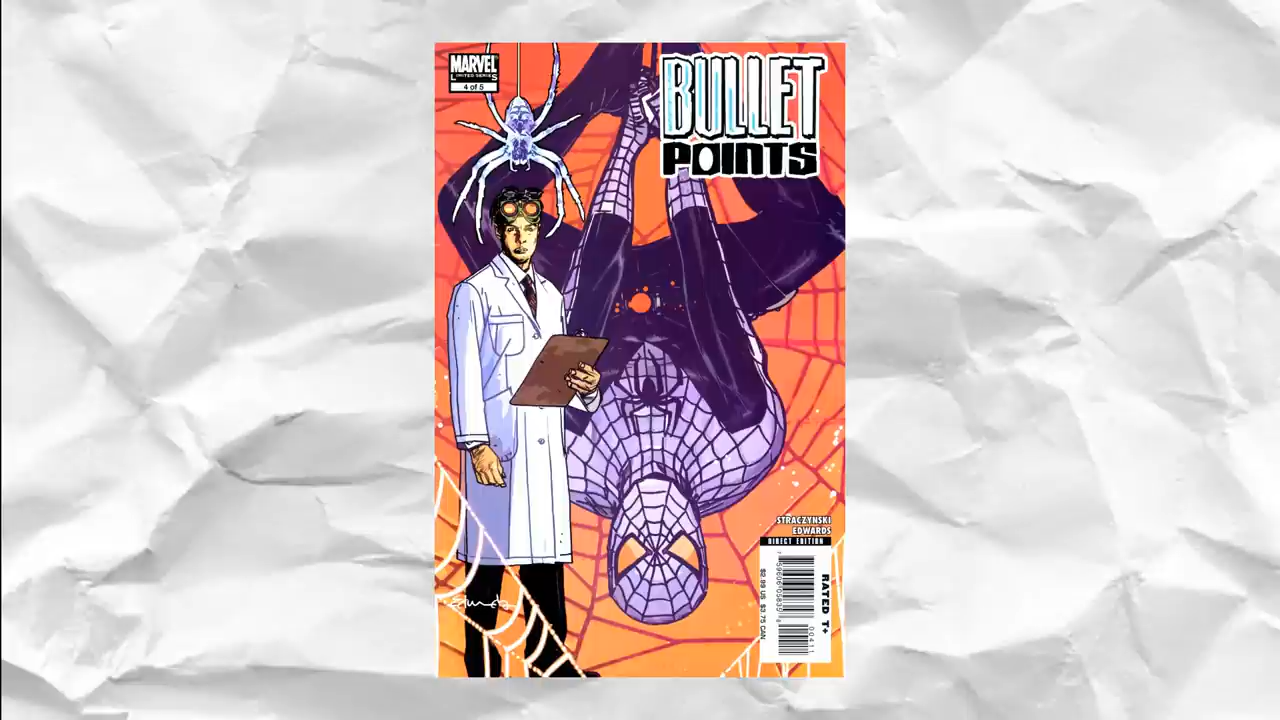 MARVEL
LIMITED SERIES
4 of 5
BULLET
POINTS
STRACZYNSKI
EDWARDS
DIRECT EDITION
RATED T+
$2.99 US $3.75 CAN
00411